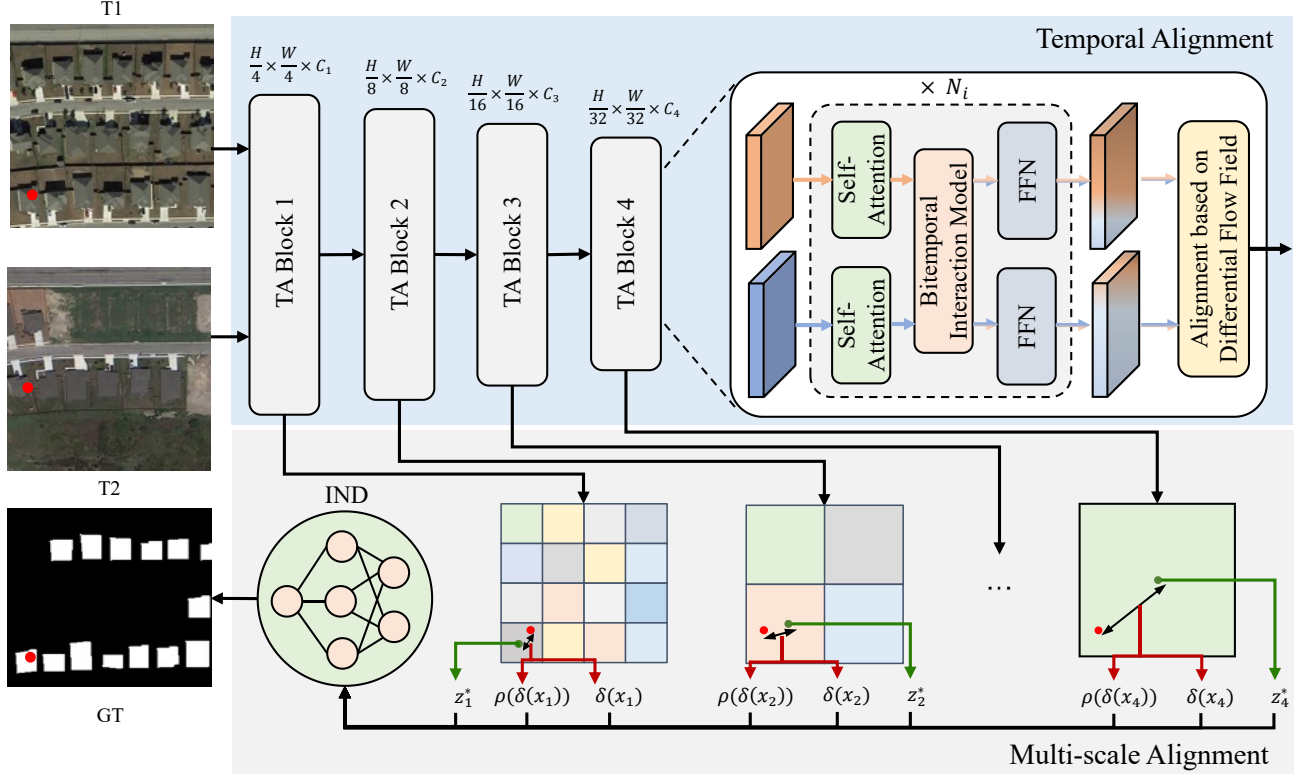 T1
Temporal Alignment
H/4 × W/4 × C₁
H/8 × W/8 × C₂
H/16 × W/16 × C₃
H/32 × W/32 × C₄
× Nᵢ
TA Block 1
TA Block 2
TA Block 3
TA Block 4
Self-
Attention
Self-
Attention
Bitemporal
Interaction Model
FFN
FFN
Alignment based on
Differential Flow Field
T2
IND
...
z₁*
ρ(δ(x₁))
δ(x₁)
ρ(δ(x₂))
δ(x₂)
z₂*
ρ(δ(x₄))
δ(x₄)
z₄*
GT
Multi-scale Alignment